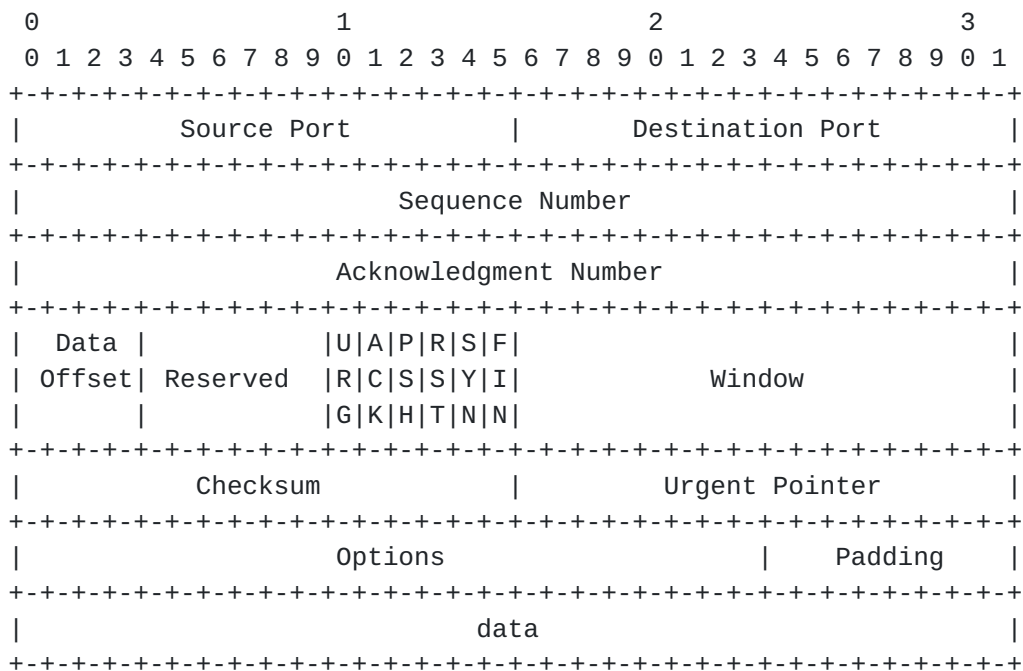 0                   1                   2                   3
 0 1 2 3 4 5 6 7 8 9 0 1 2 3 4 5 6 7 8 9 0 1 2 3 4 5 6 7 8 9 0 1
+-+-+-+-+-+-+-+-+-+-+-+-+-+-+-+-+-+-+-+-+-+-+-+-+-+-+-+-+-+-+-+-+
|          Source Port          |       Destination Port        |
+-+-+-+-+-+-+-+-+-+-+-+-+-+-+-+-+-+-+-+-+-+-+-+-+-+-+-+-+-+-+-+-+
|                        Sequence Number                        |
+-+-+-+-+-+-+-+-+-+-+-+-+-+-+-+-+-+-+-+-+-+-+-+-+-+-+-+-+-+-+-+-+
|                    Acknowledgment Number                      |
+-+-+-+-+-+-+-+-+-+-+-+-+-+-+-+-+-+-+-+-+-+-+-+-+-+-+-+-+-+-+-+-+
|  Data |           |U|A|P|R|S|F|                               |
| Offset| Reserved  |R|C|S|S|Y|I|            Window             |
|       |           |G|K|H|T|N|N|                               |
+-+-+-+-+-+-+-+-+-+-+-+-+-+-+-+-+-+-+-+-+-+-+-+-+-+-+-+-+-+-+-+-+
|           Checksum            |         Urgent Pointer        |
+-+-+-+-+-+-+-+-+-+-+-+-+-+-+-+-+-+-+-+-+-+-+-+-+-+-+-+-+-+-+-+-+
|                    Options                    |    Padding    |
+-+-+-+-+-+-+-+-+-+-+-+-+-+-+-+-+-+-+-+-+-+-+-+-+-+-+-+-+-+-+-+-+
|                             data                              |
+-+-+-+-+-+-+-+-+-+-+-+-+-+-+-+-+-+-+-+-+-+-+-+-+-+-+-+-+-+-+-+-+